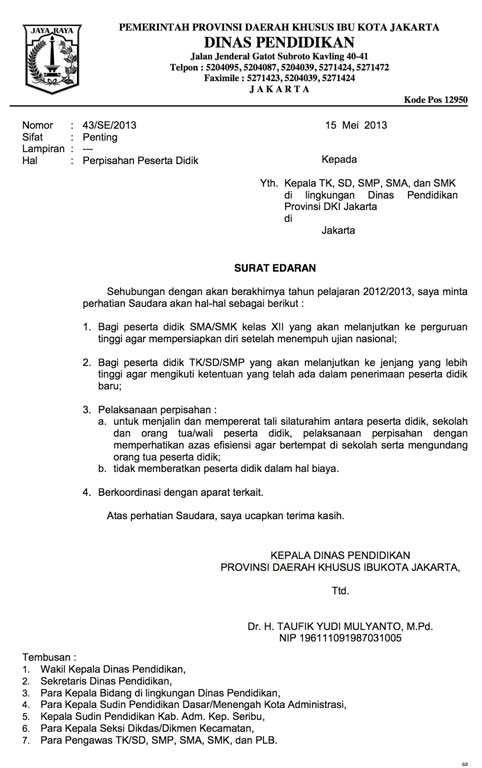 JAYA RAYA
PEMERINTAH PROVINSI DAERAH KHUSUS IBU KOTA JAKARTA
DINAS PENDIDIKAN
Jalan Jenderal Gatot Subroto Kavling 40-41
Telpon : 5204095, 5204087, 5204039, 5271424, 5271472
Faximile : 5271423, 5204039, 5271424
J A K A R T A
Kode Pos 12950
Nomor : 43/SE/2013 15 Mei 2013
Sifat : Penting
Lampiran : ---
Hal : Perpisahan Peserta Didik Kepada
Yth. Kepala TK, SD, SMP, SMA, dan SMK
di lingkungan Dinas Pendidikan
Provinsi DKI Jakarta
di
Jakarta
SURAT EDARAN
Sehubungan dengan akan berakhirnya tahun pelajaran 2012/2013, saya minta
perhatian Saudara akan hal-hal sebagai berikut :
1. Bagi peserta didik SMA/SMK kelas XII yang akan melanjutkan ke perguruan
tinggi agar mempersiapkan diri setelah menempuh ujian nasional;
2. Bagi peserta didik TK/SD/SMP yang akan melanjutkan ke jenjang yang lebih
tinggi agar mengikuti ketentuan yang telah ada dalam penerimaan peserta didik
baru;
3. Pelaksanaan perpisahan :
a. untuk menjalin dan mempererat tali silaturahim antara peserta didik, sekolah
dan orang tua/wali peserta didik, pelaksanaan perpisahan dengan
memperhatikan azas efisiensi agar bertempat di sekolah serta mengundang
orang tua peserta didik;
b. tidak memberatkan peserta didik dalam hal biaya.
4. Berkoordinasi dengan aparat terkait.
Atas perhatian Saudara, saya ucapkan terima kasih.
KEPALA DINAS PENDIDIKAN
PROVINSI DAERAH KHUSUS IBUKOTA JAKARTA,
Ttd.
Dr. H. TAUFIK YUDI MULYANTO, M.Pd.
NIP 196111091987031005
Tembusan :
1. Wakil Kepala Dinas Pendidikan,
2. Sekretaris Dinas Pendidikan,
3. Para Kepala Bidang di lingkungan Dinas Pendidikan,
4. Para Kepala Sudin Pendidikan Dasar/Menengah Kota Administrasi,
5. Kepala Sudin Pendidikan Kab. Adm. Kep. Seribu,
6. Para Kepala Seksi Dikdas/Dikmen Kecamatan,
7. Para Pengawas TK/SD, SMP, SMA, SMK, dan PLB.